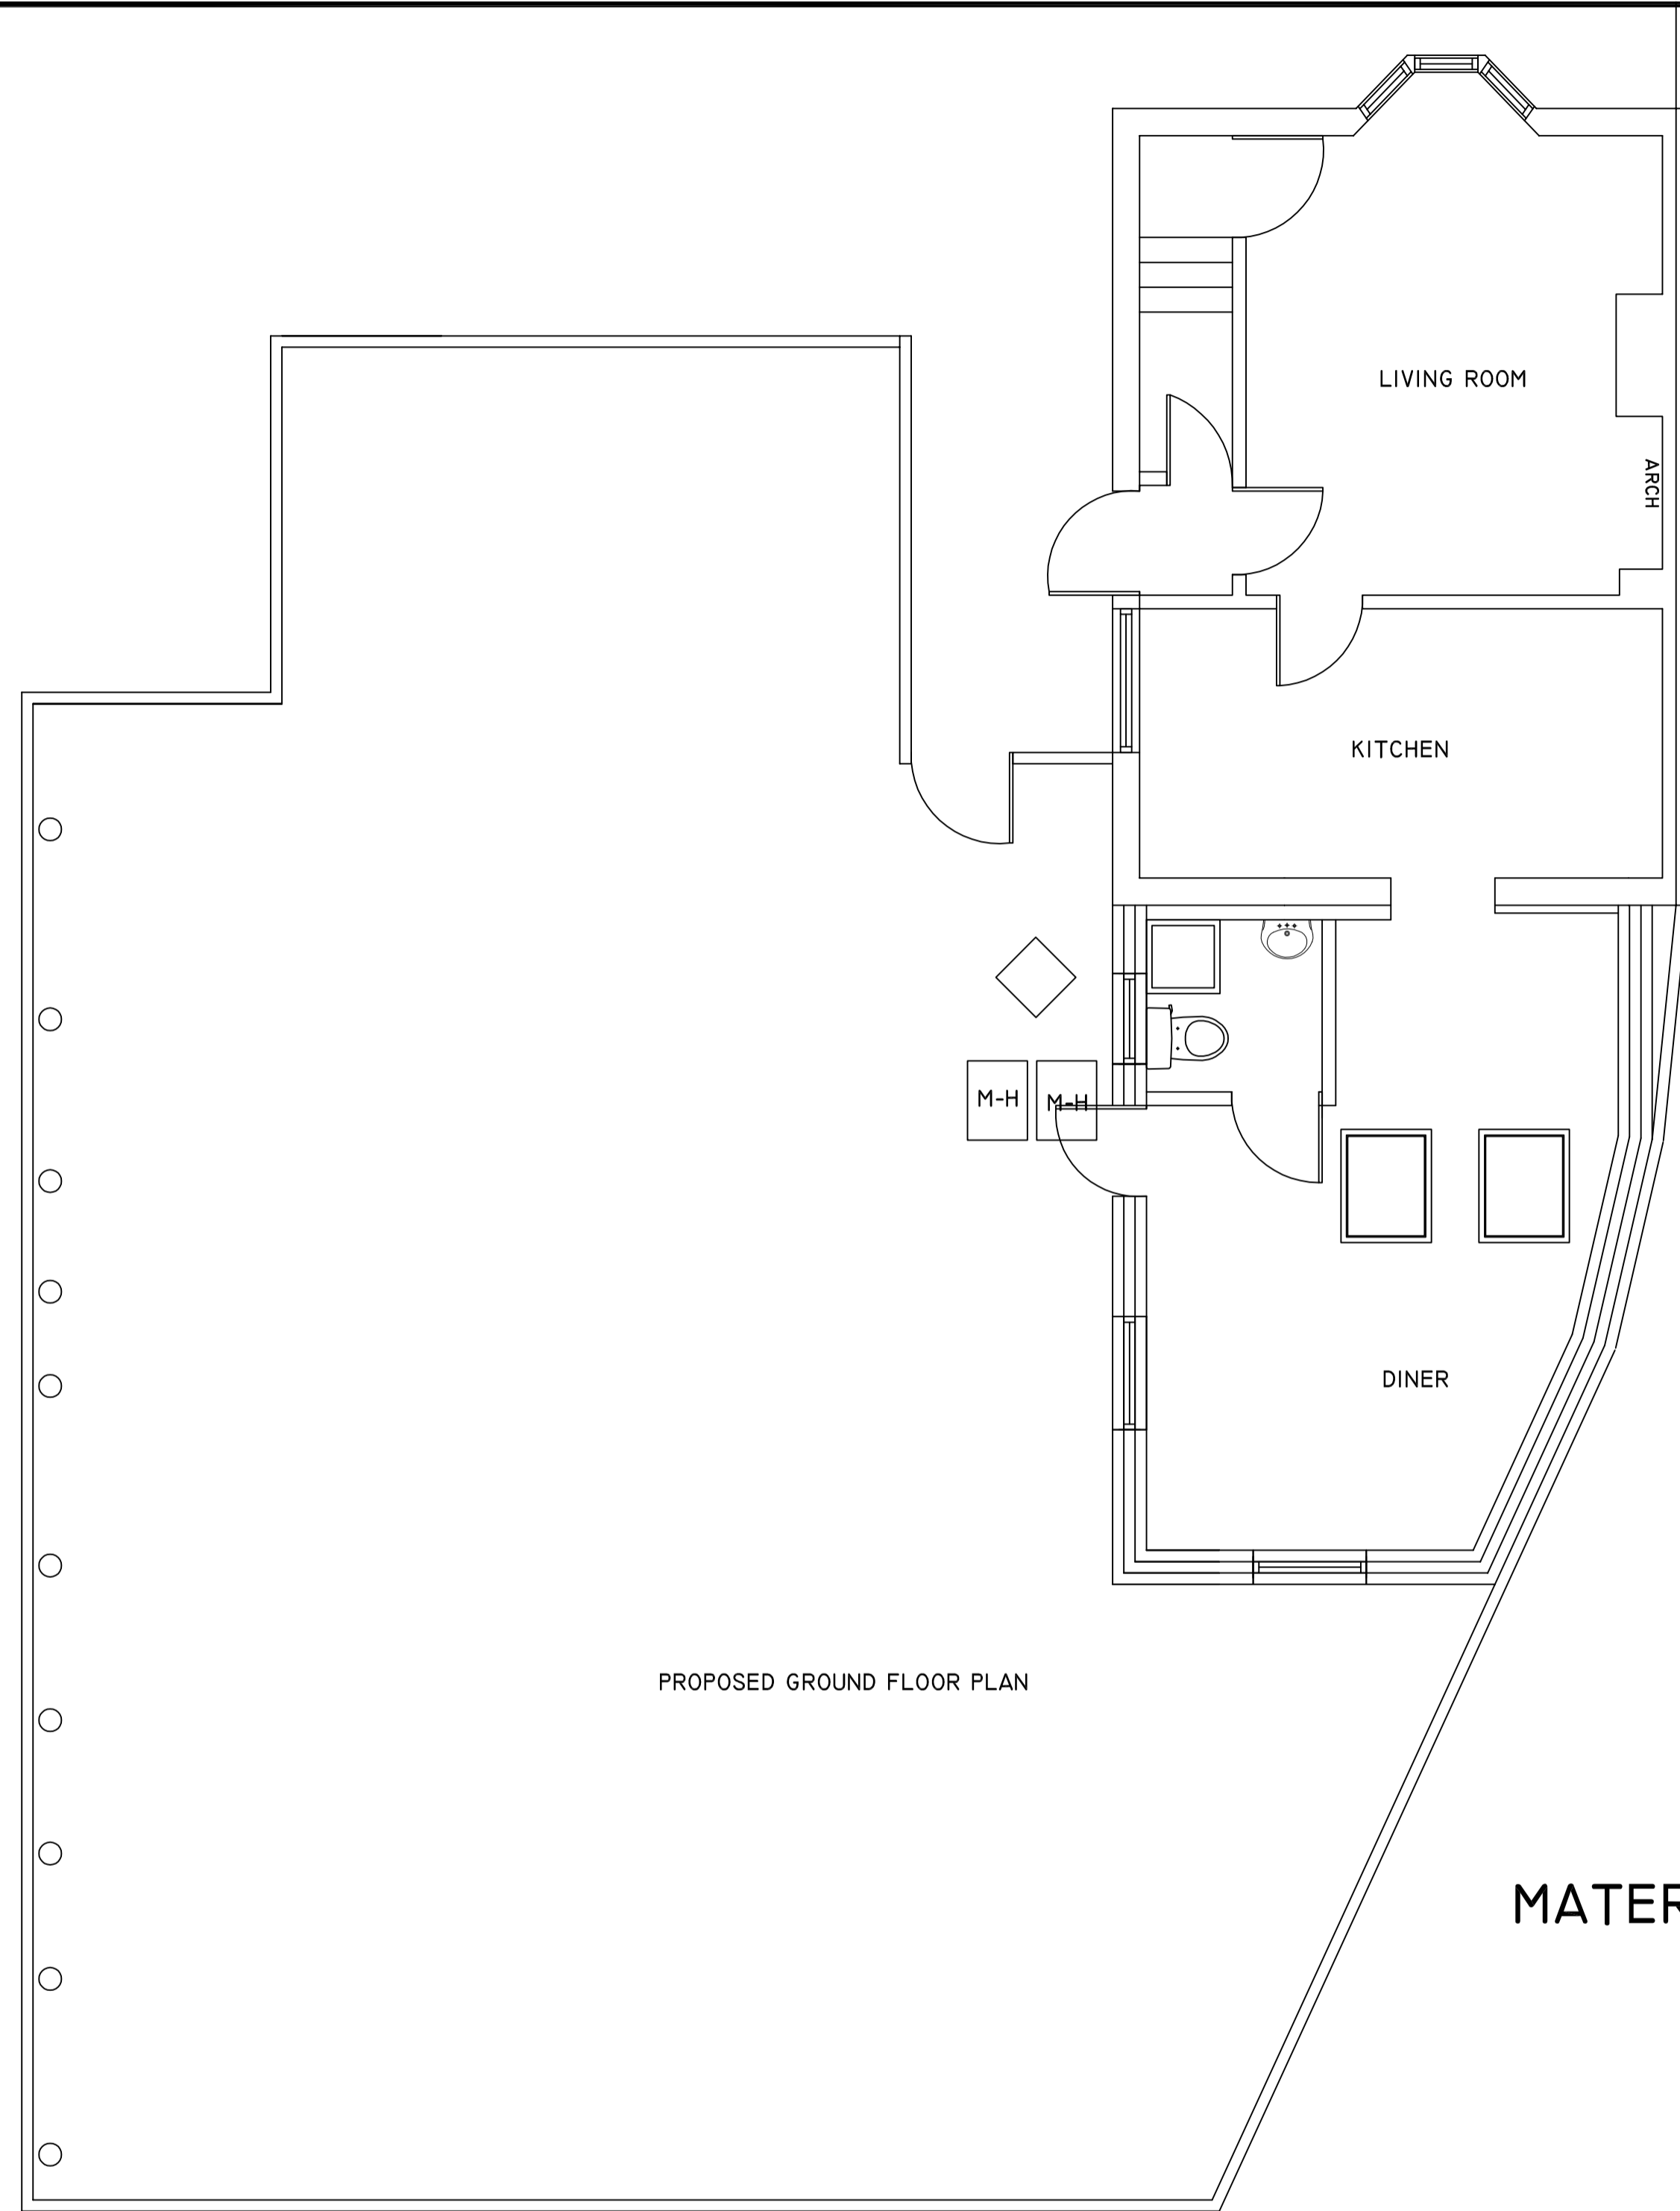 LIVING ROOM
ARCH
KITCHEN
M-H
M-H
DINER
PROPOSED GROUND FLOOR PLAN
MATER